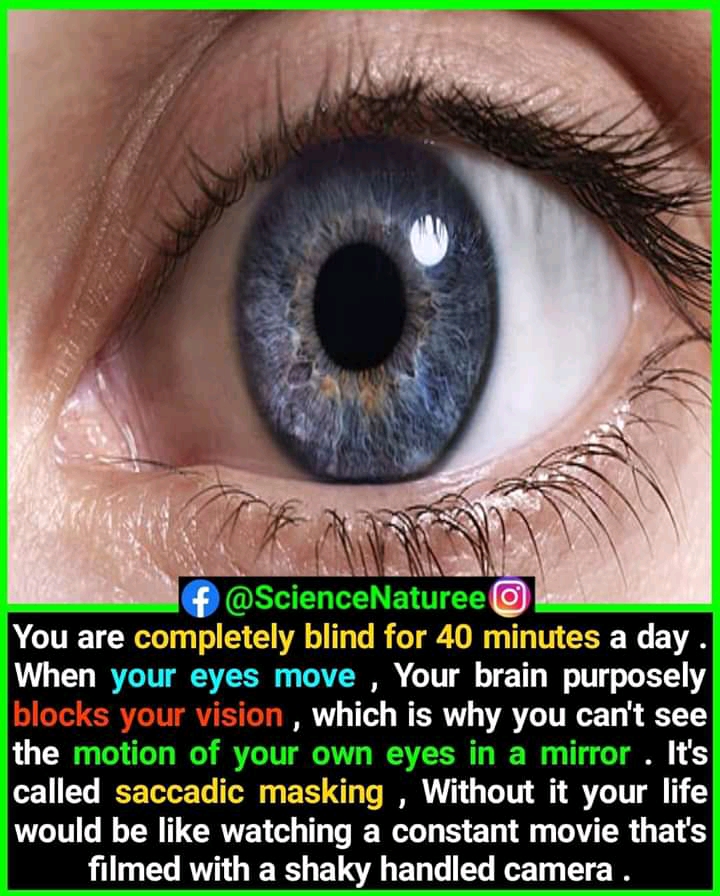 @ScienceNaturee
You are completely blind for 40 minutes a day .
When your eyes move , Your brain purposely
blocks your vision , which is why you can't see
the motion of your own eyes in a mirror . It's
called saccadic masking , Without it your life
would be like watching a constant movie that's
filmed with a shaky handled camera .